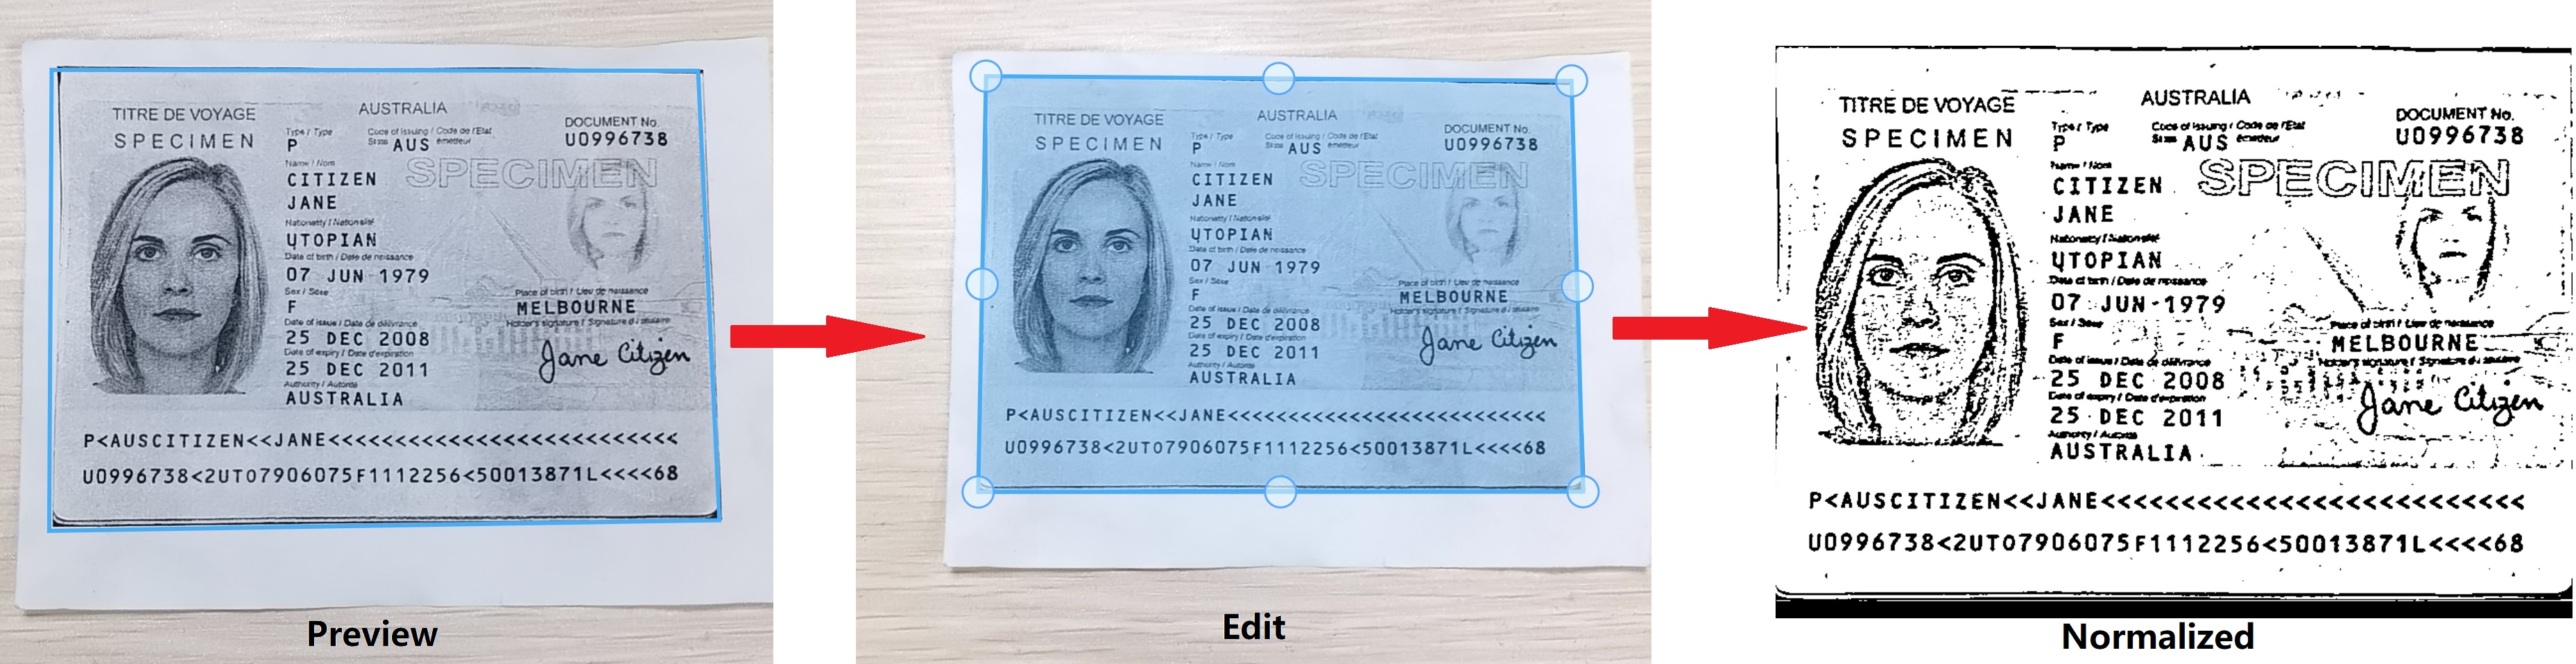 TITRE DE VOYAGE
AUSTRALIA
SPECIMEN
Type / Type
P
Code of Issuing / Code de l'Etat
State AUS émetteur
DOCUMENT No.
U0996738
SPECIMEN
Name / Nom
CITIZEN
JANE
Nationality / Nationalité
UTOPIAN
Date of birth / Date de naissance
07 JUN 1979
Sex / Sexe
F
Place of birth / Lieu de naissance
MELBOURNE
Date of issue / Date de délivrance
25 DEC 2008
Holder's signature / Signature du titulaire
Jane Citizen
Date of expiry / Date d'expiration
25 DEC 2011
Authority / Autorité
AUSTRALIA
P<AUSCITIZEN<<JANE<<<<<<<<<<<<<<<<<<<<<<<<<<
U0996738<2UTO7906075F1112256<50013871L<<<<68
Preview
TITRE DE VOYAGE
AUSTRALIA
SPECIMEN
Type / Type
P
Code of Issuing / Code de l'Etat
State AUS émetteur
DOCUMENT No.
U0996738
SPECIMEN
Name / Nom
CITIZEN
JANE
Nationality / Nationalité
UTOPIAN
Date of birth / Date de naissance
07 JUN 1979
Sex / Sexe
F
Place of birth / Lieu de naissance
MELBOURNE
Date of issue / Date de délivrance
25 DEC 2008
Holder's signature / Signature du titulaire
Jane Citizen
Date of expiry / Date d'expiration
25 DEC 2011
Authority / Autorité
AUSTRALIA
P<AUSCITIZEN<<JANE<<<<<<<<<<<<<<<<<<<<<<<<<<
U0996738<2UTO7906075F1112256<50013871L<<<<68
Edit
TITRE DE VOYAGE
AUSTRALIA
SPECIMEN
Type / Type
P
Code of Issuing / Code de l'Etat
State AUS émetteur
DOCUMENT No.
U0996738
SPECIMEN
Name / Nom
CITIZEN
JANE
Nationality / Nationalité
UTOPIAN
Date of birth / Date de naissance
07 JUN 1979
Sex / Sexe
F
Place of birth / Lieu de naissance
MELBOURNE
Date of issue / Date de délivrance
25 DEC 2008
Holder's signature / Signature du titulaire
Jane Citizen
Date of expiry / Date d'expiration
25 DEC 2011
Authority / Autorité
AUSTRALIA
P<AUSCITIZEN<<JANE<<<<<<<<<<<<<<<<<<<<<<<<<<
U0996738<2UTO7906075F1112256<50013871L<<<<68
Normalized